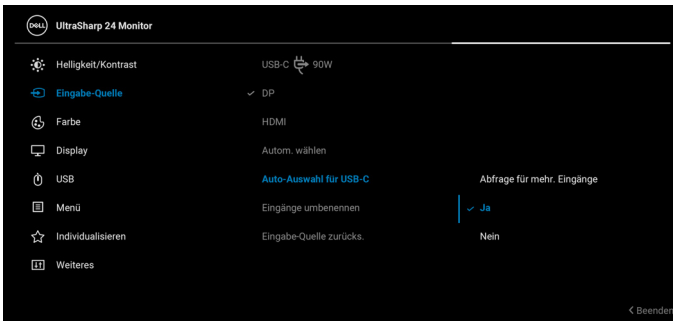 DELL UltraSharp 24 Monitor
Helligkeit/Kontrast USB-C 90W
Eingabe-Quelle DP
Farbe HDMI
Display Autom. wählen
USB Auto-Auswahl für USB-C Abfrage für mehr. Eingänge
Menü Eingänge umbenennen Ja
Individualisieren Eingabe-Quelle zurücks. Nein
Weiteres
Beenden